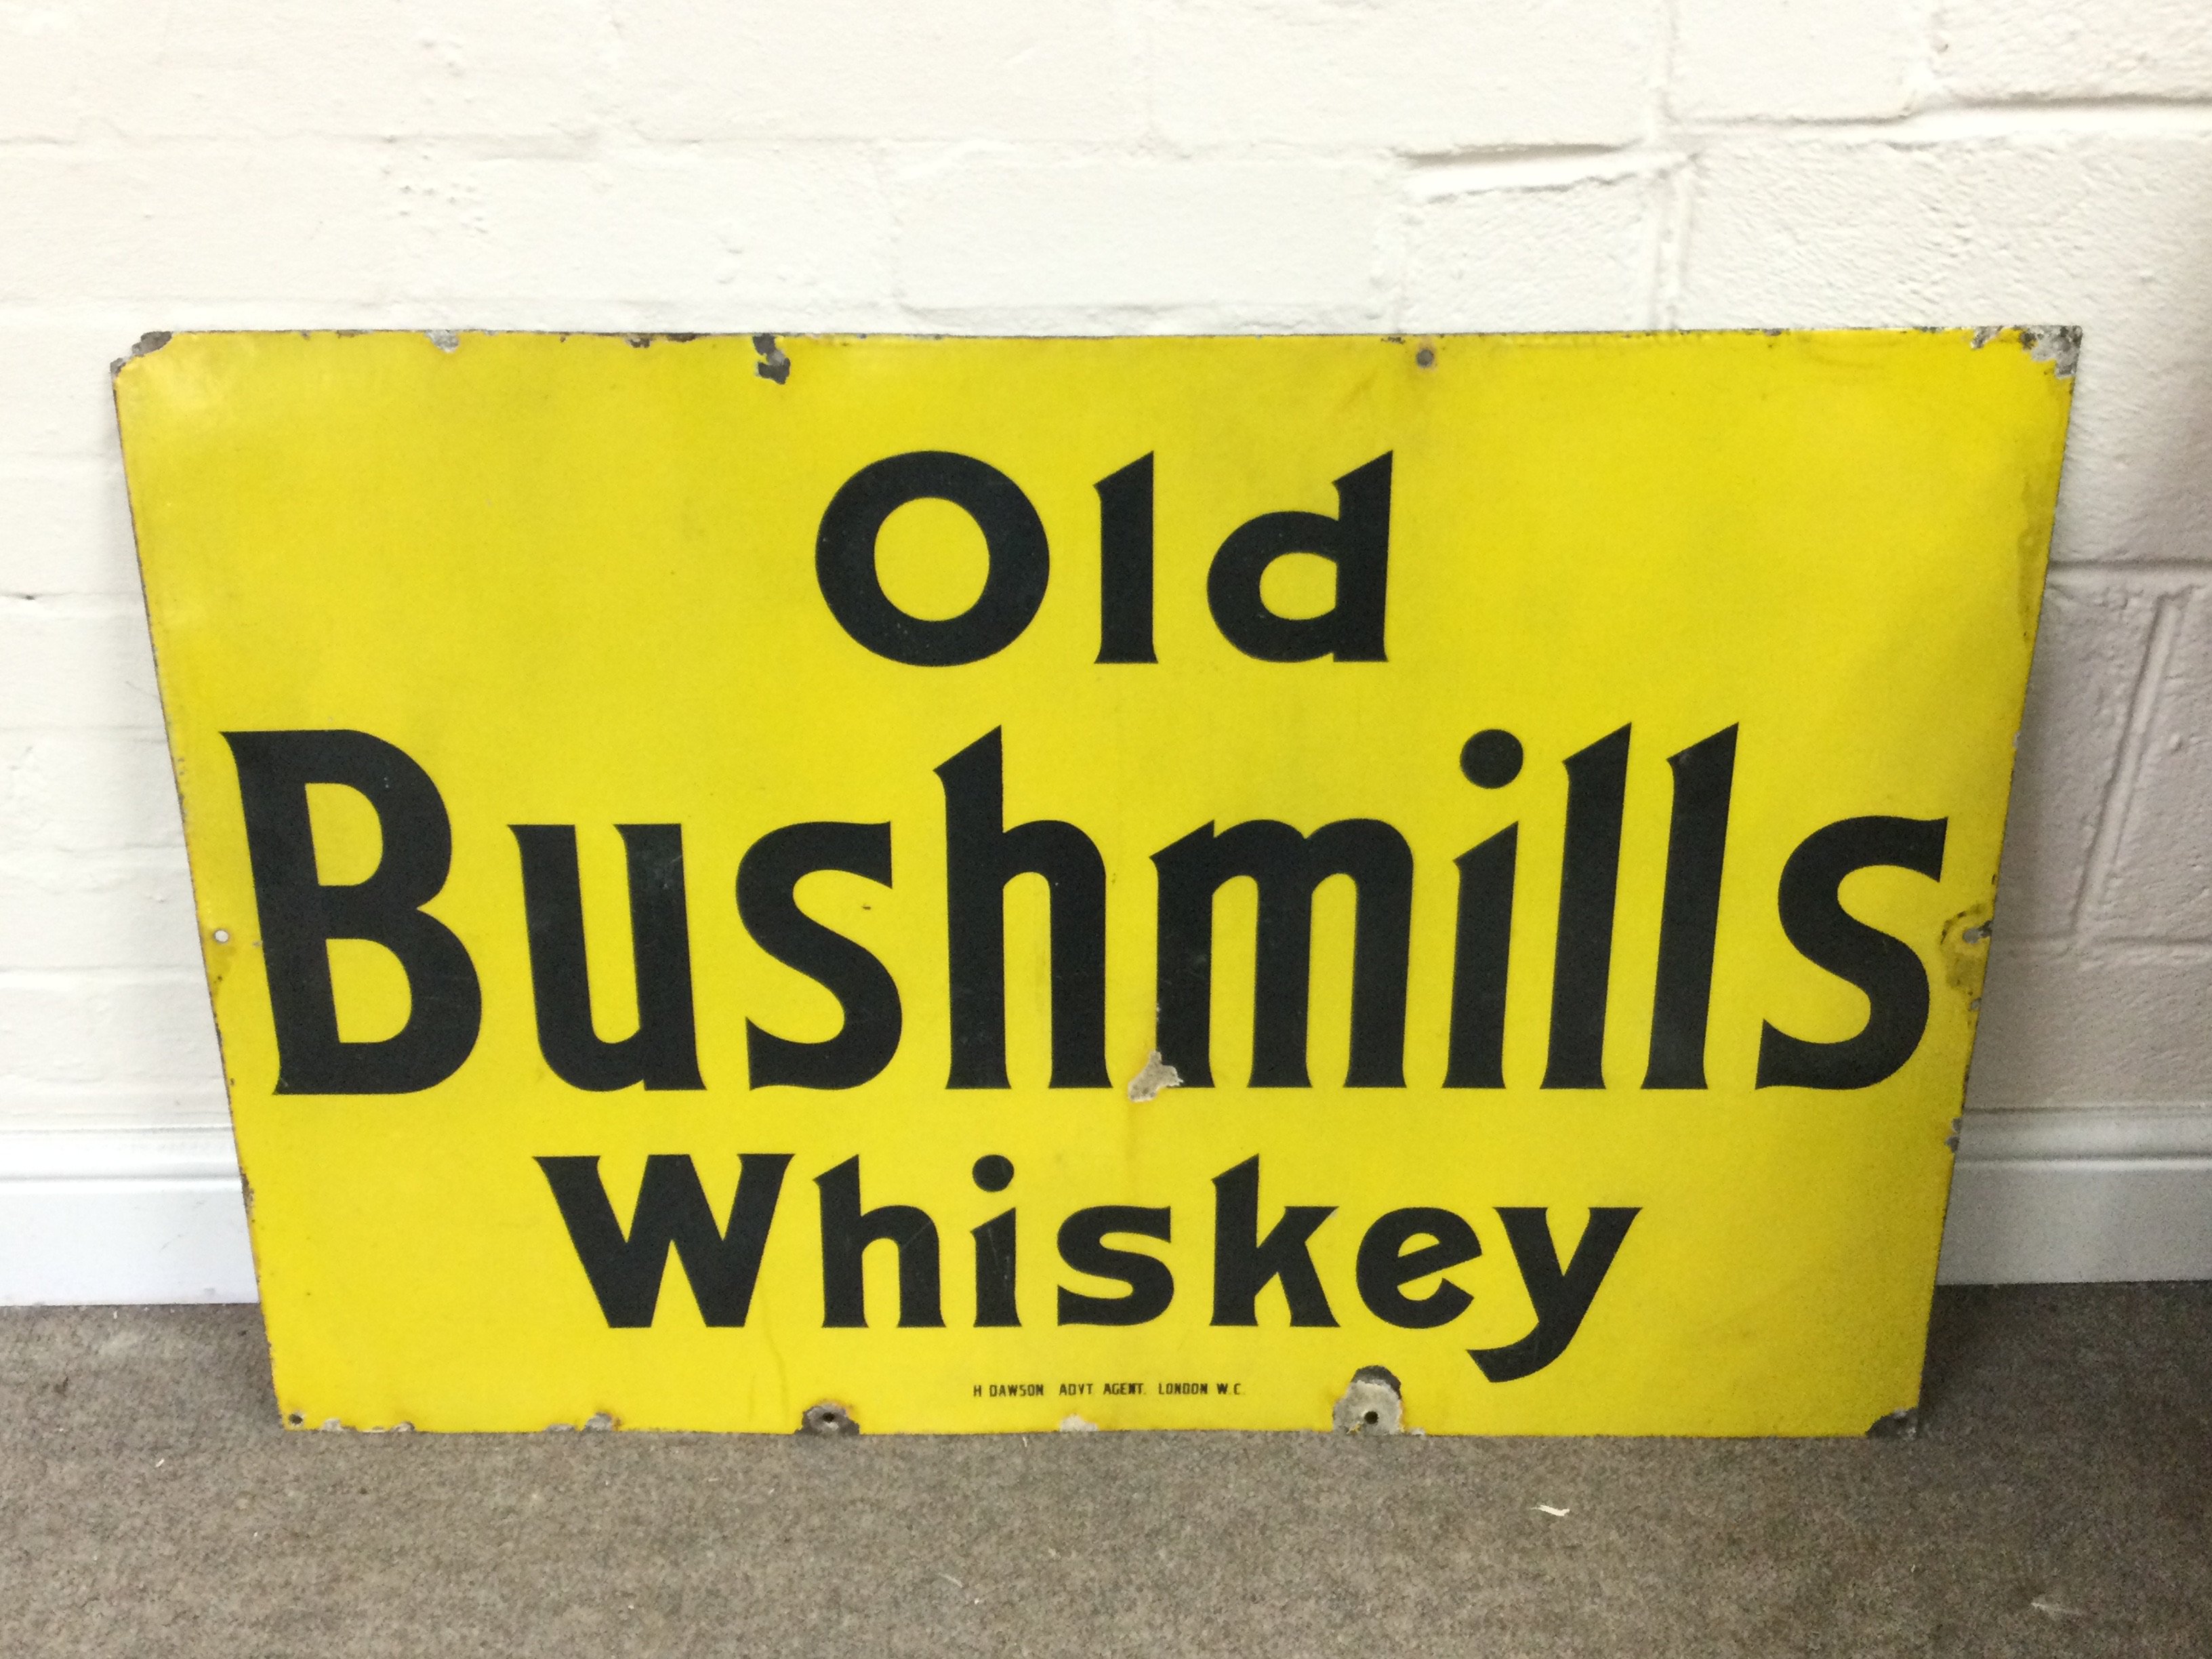 Old
Bushmills
Whiskey
H DAWSON ADVT AGENT. LONDON W.C.